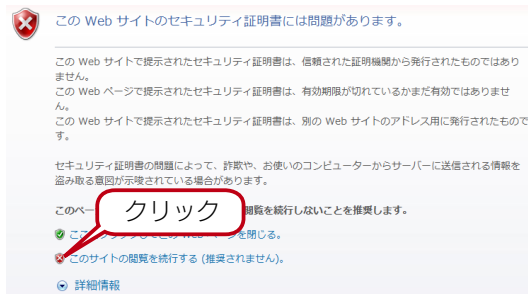 この Web サイトのセキュリティ証明書には問題があります。
この Web サイトで提示されたセキュリティ証明書は、信頼された証明機関から発行されたものではあり
ません。
この Web ページで提示されたセキュリティ証明書は、有効期限が切れているかまだ有効ではありませ
ん。
この Web サイトで提示されたセキュリティ証明書は、別の Web サイトのアドレス用に発行されたもので
す。
セキュリティ証明書の問題によって、詐欺や、お使いのコンピューターからサーバーに送信される情報を
盗み取る意図が示唆されている場合があります。
このペー 閲覧を続行しないことを推奨します。
クリック
ここ を閉じる。
このサイトの閲覧を続行する (推奨されません)。
詳細情報